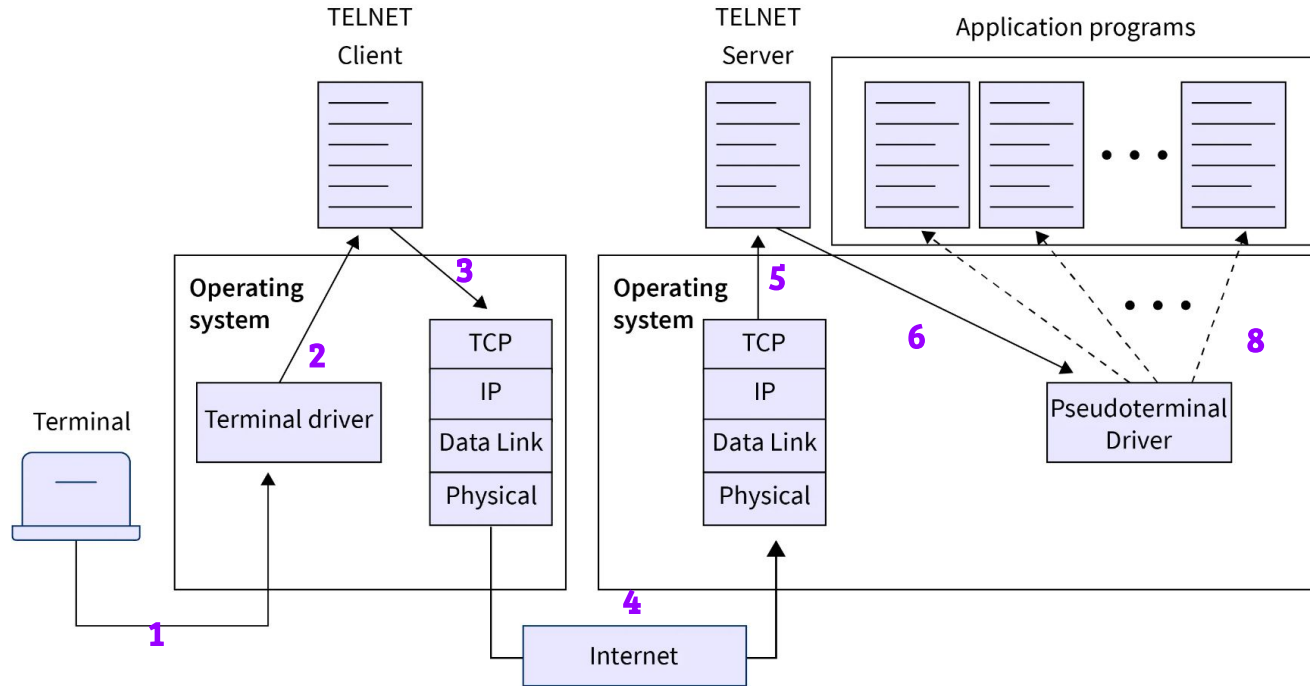 TELNET
Client
TELNET
Server
Application programs
Operating
system
3
2
TCP
IP
Data Link
Physical
Terminal driver
Terminal
1
Operating
system
5
6
8
TCP
IP
Data Link
Physical
Pseudoterminal
Driver
4
Internet